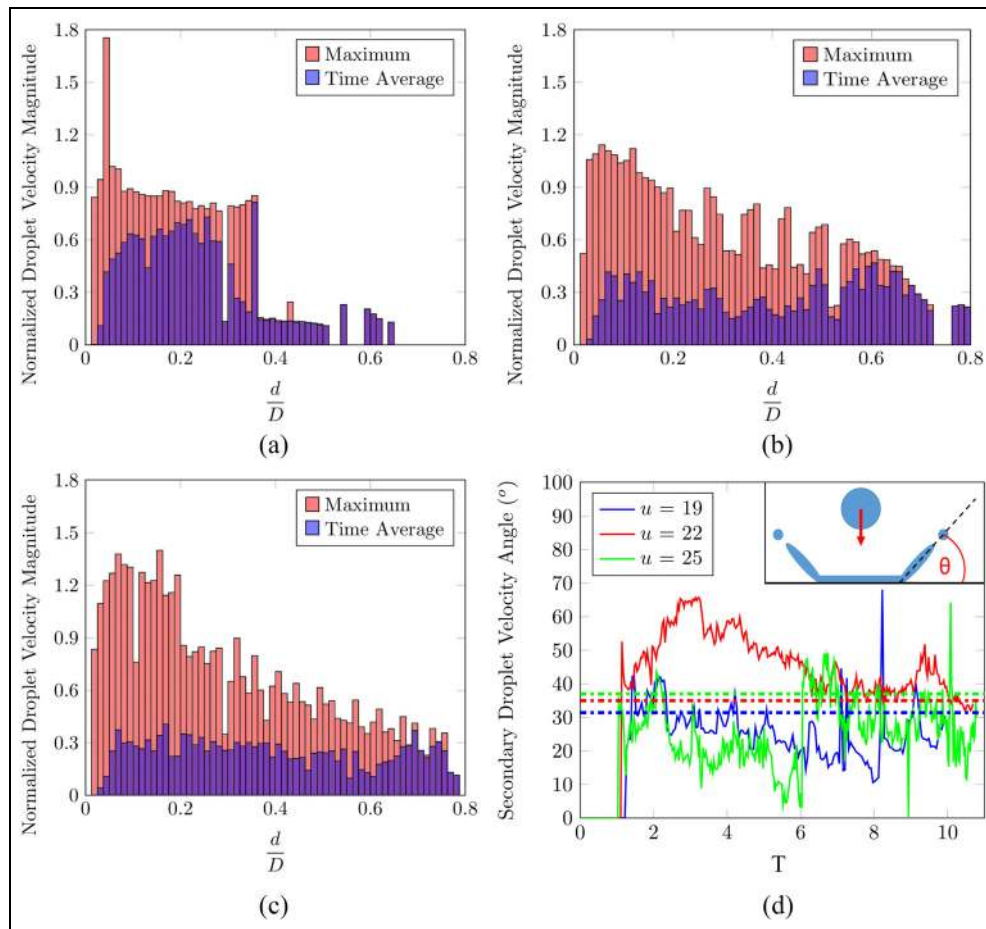 Normalized Droplet Velocity Magnitude
1.8
1.5
1.2
0.9
0.6
0.3
0
0 0.2 0.4 0.6 0.8
Maximum
Time Average
d
D
(a)
Normalized Droplet Velocity Magnitude
1.8
1.5
1.2
0.9
0.6
0.3
0
0 0.2 0.4 0.6 0.8
Maximum
Time Average
d
D
(b)
Normalized Droplet Velocity Magnitude
1.8
1.5
1.2
0.9
0.6
0.3
0
0 0.2 0.4 0.6 0.8
Maximum
Time Average
d
D
(c)
Secondary Droplet Velocity Angle (°)
100
90
80
70
60
50
40
30
20
10
0
0 2 4 6 8 10
u = 19
u = 22
u = 25
θ
T
(d)